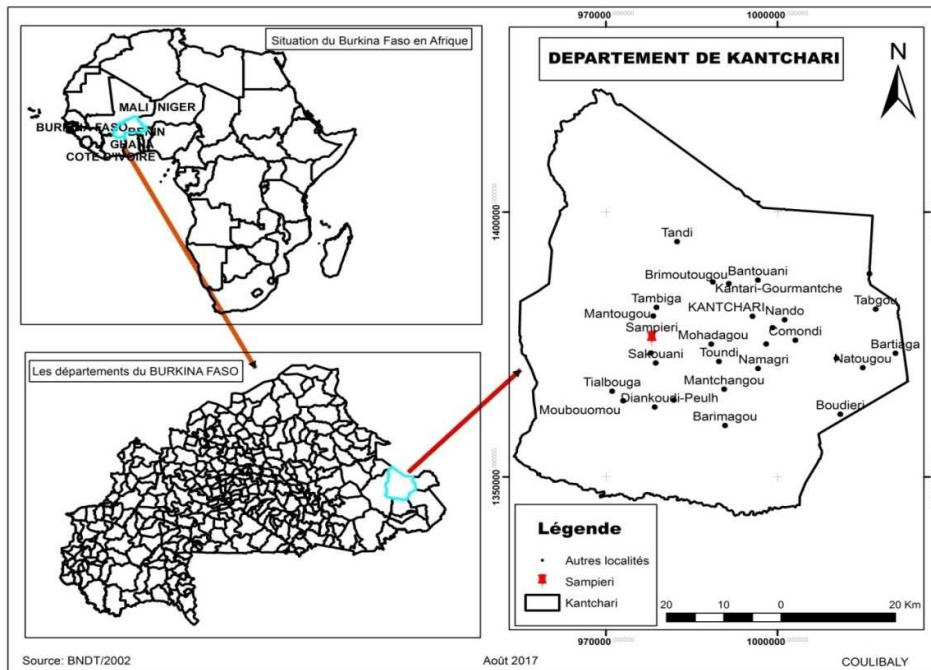 Situation du Burkina Faso en Afrique
MALI NIGER
BURKINA FASO BENIN
GHANA
COTE D'IVOIRE
Les départements du BURKINA FASO
970000 1000000
DEPARTEMENT DE KANTCHARI
N
1400000
1400000
Tandi
Brimoutougou
Bantouani
Kantari-Gourmantche
Tambiga
KANTCHARI
Nando
Tabgou
Mantougou
Sampieri
Mohadagou
Comondi
Bartiaga
Sakouani
Toundi
Namagri
Natougou
Tialbouga
Mantchangou
Diankoudi-Peulh
Moubouomou
Boudieri
Barimagou
1350000
1350000
Légende
Autres localités
Sampieri
Kantchari
20 10 0 20 Km
970000 1000000
Source: BNDT/2002
Août 2017
COULIBALY